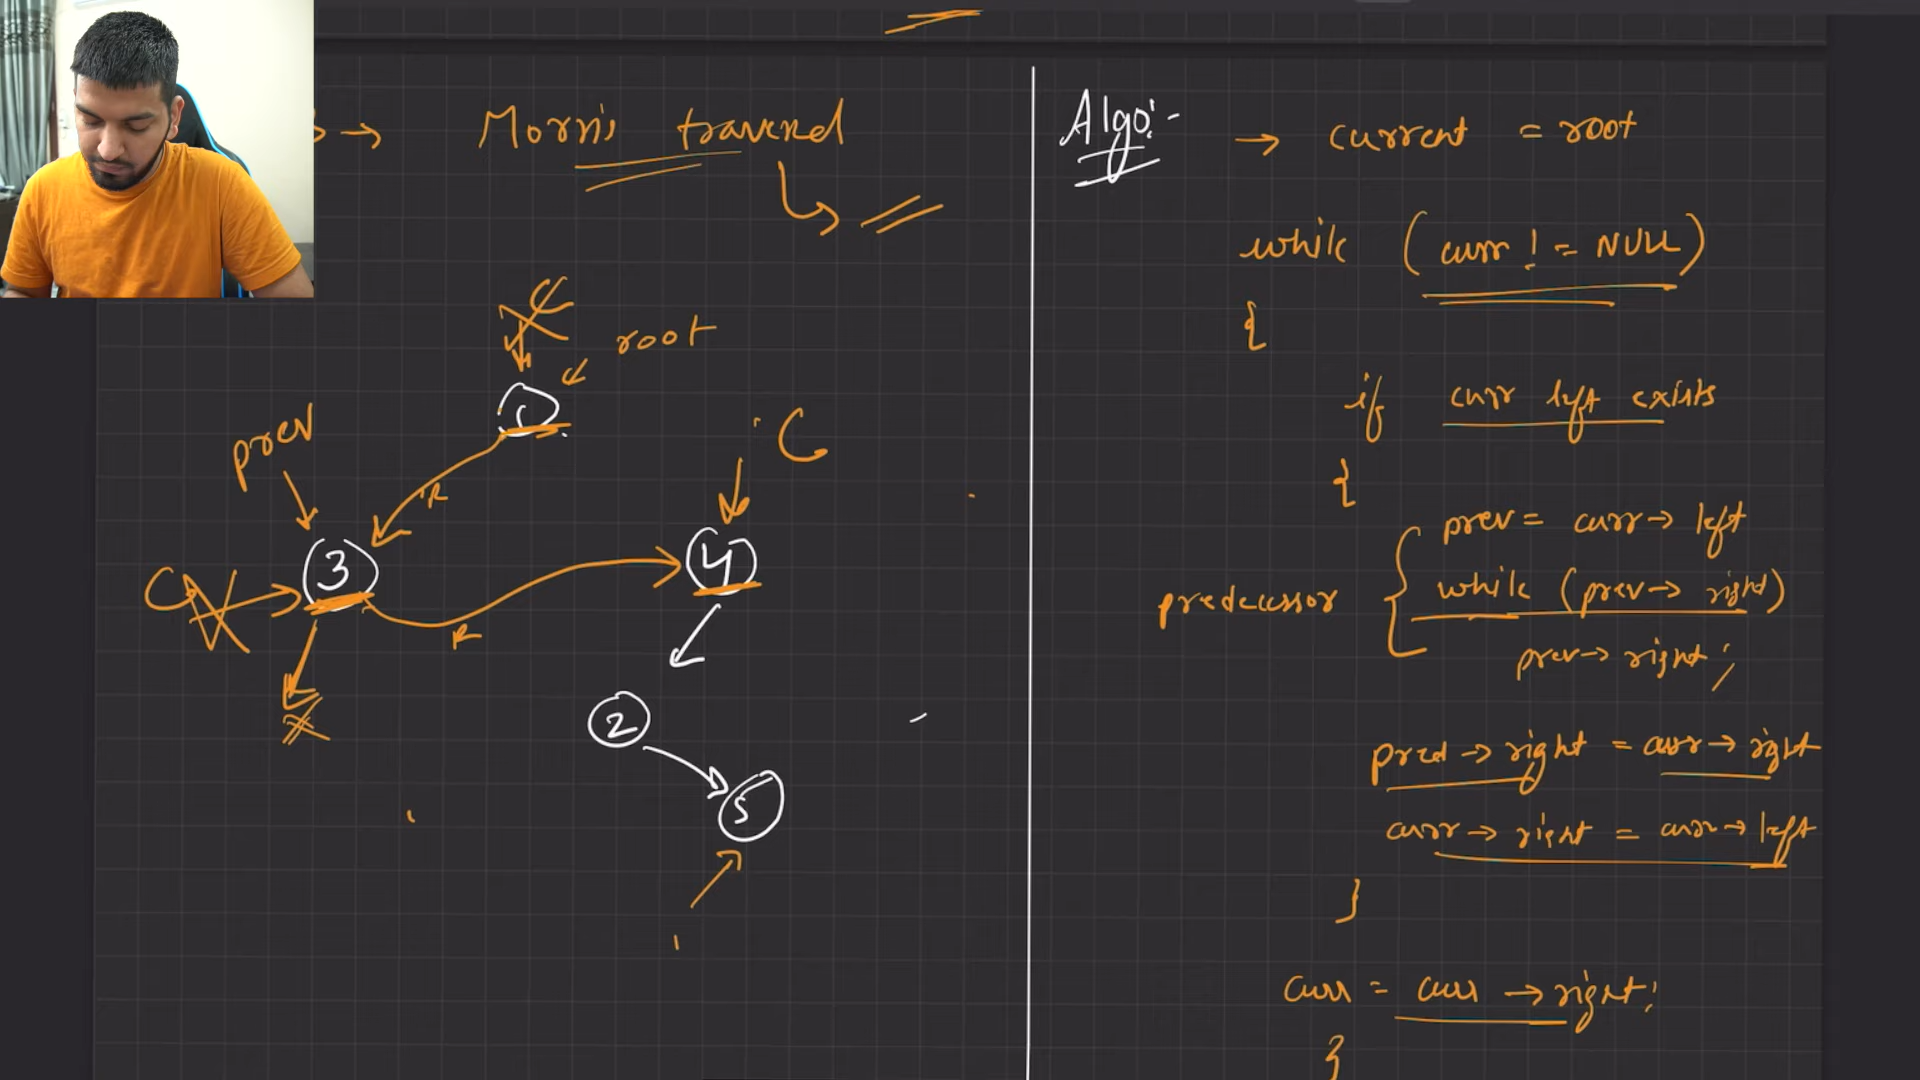 → Morris traversal
root
1
prev
C
C
3
4
R
R
2
5
Algo:-
→ current = root
while (curr != NULL)
{
if curr left exists
{
prev = curr → left
predecessor
while (prev → right)
prev → right;
pred → right = curr → right
curr → right = curr → left
}
curr = curr → right;
}